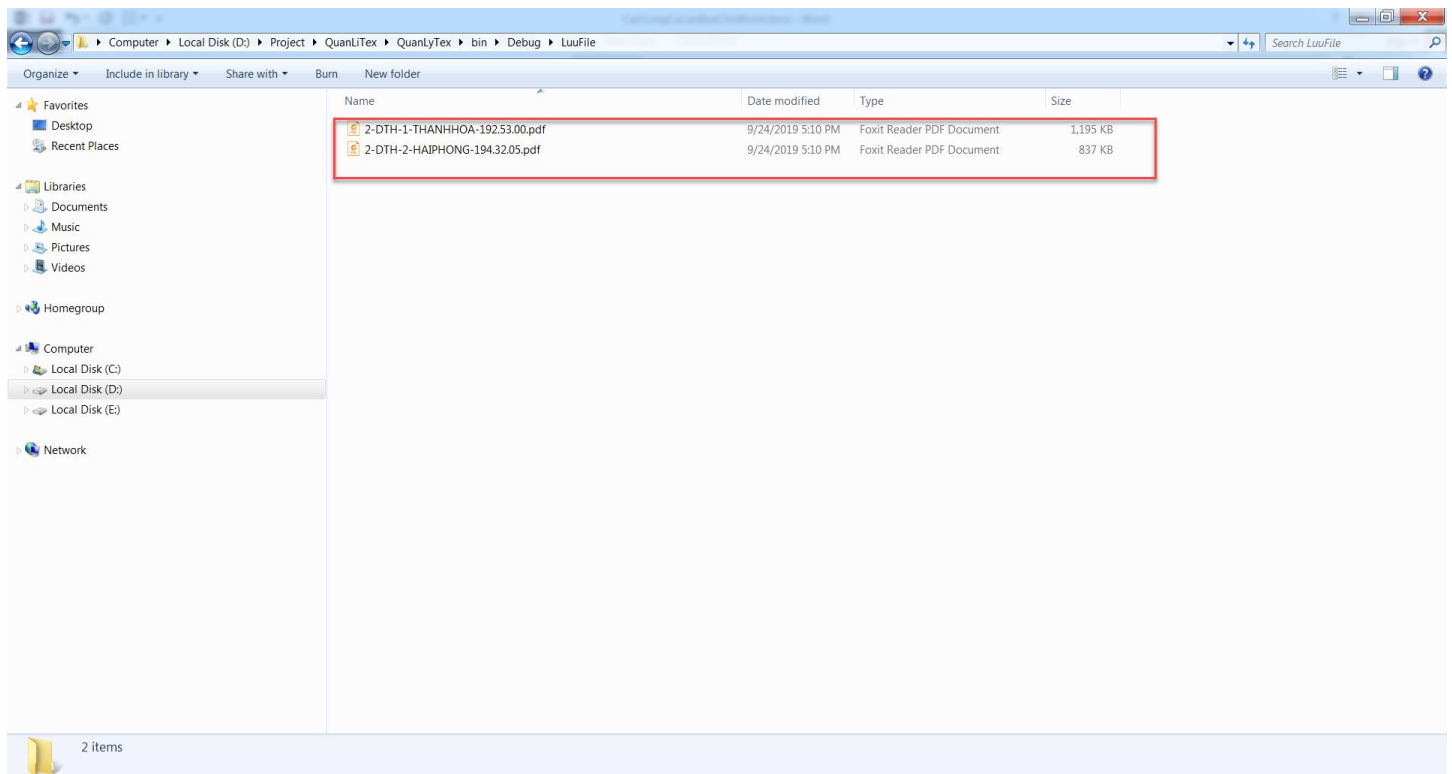 Computer Local Disk (D:) Project QuanLiTex QuanLyTex bin Debug LuuFile Search LuuFile
Organize Include in library Share with Burn New folder
Favorites
Desktop
Recent Places
Libraries
Documents
Music
Pictures
Videos
Homegroup
Computer
Local Disk (C:)
Local Disk (D:)
Local Disk (E:)
Network
Name Date modified Type Size
2-DTH-1-THANHHOA-192.53.00.pdf 9/24/2019 5:10 PM Foxit Reader PDF Document 1,195 KB
2-DTH-2-HAIPHONG-194.32.05.pdf 9/24/2019 5:10 PM Foxit Reader PDF Document 837 KB
2 items